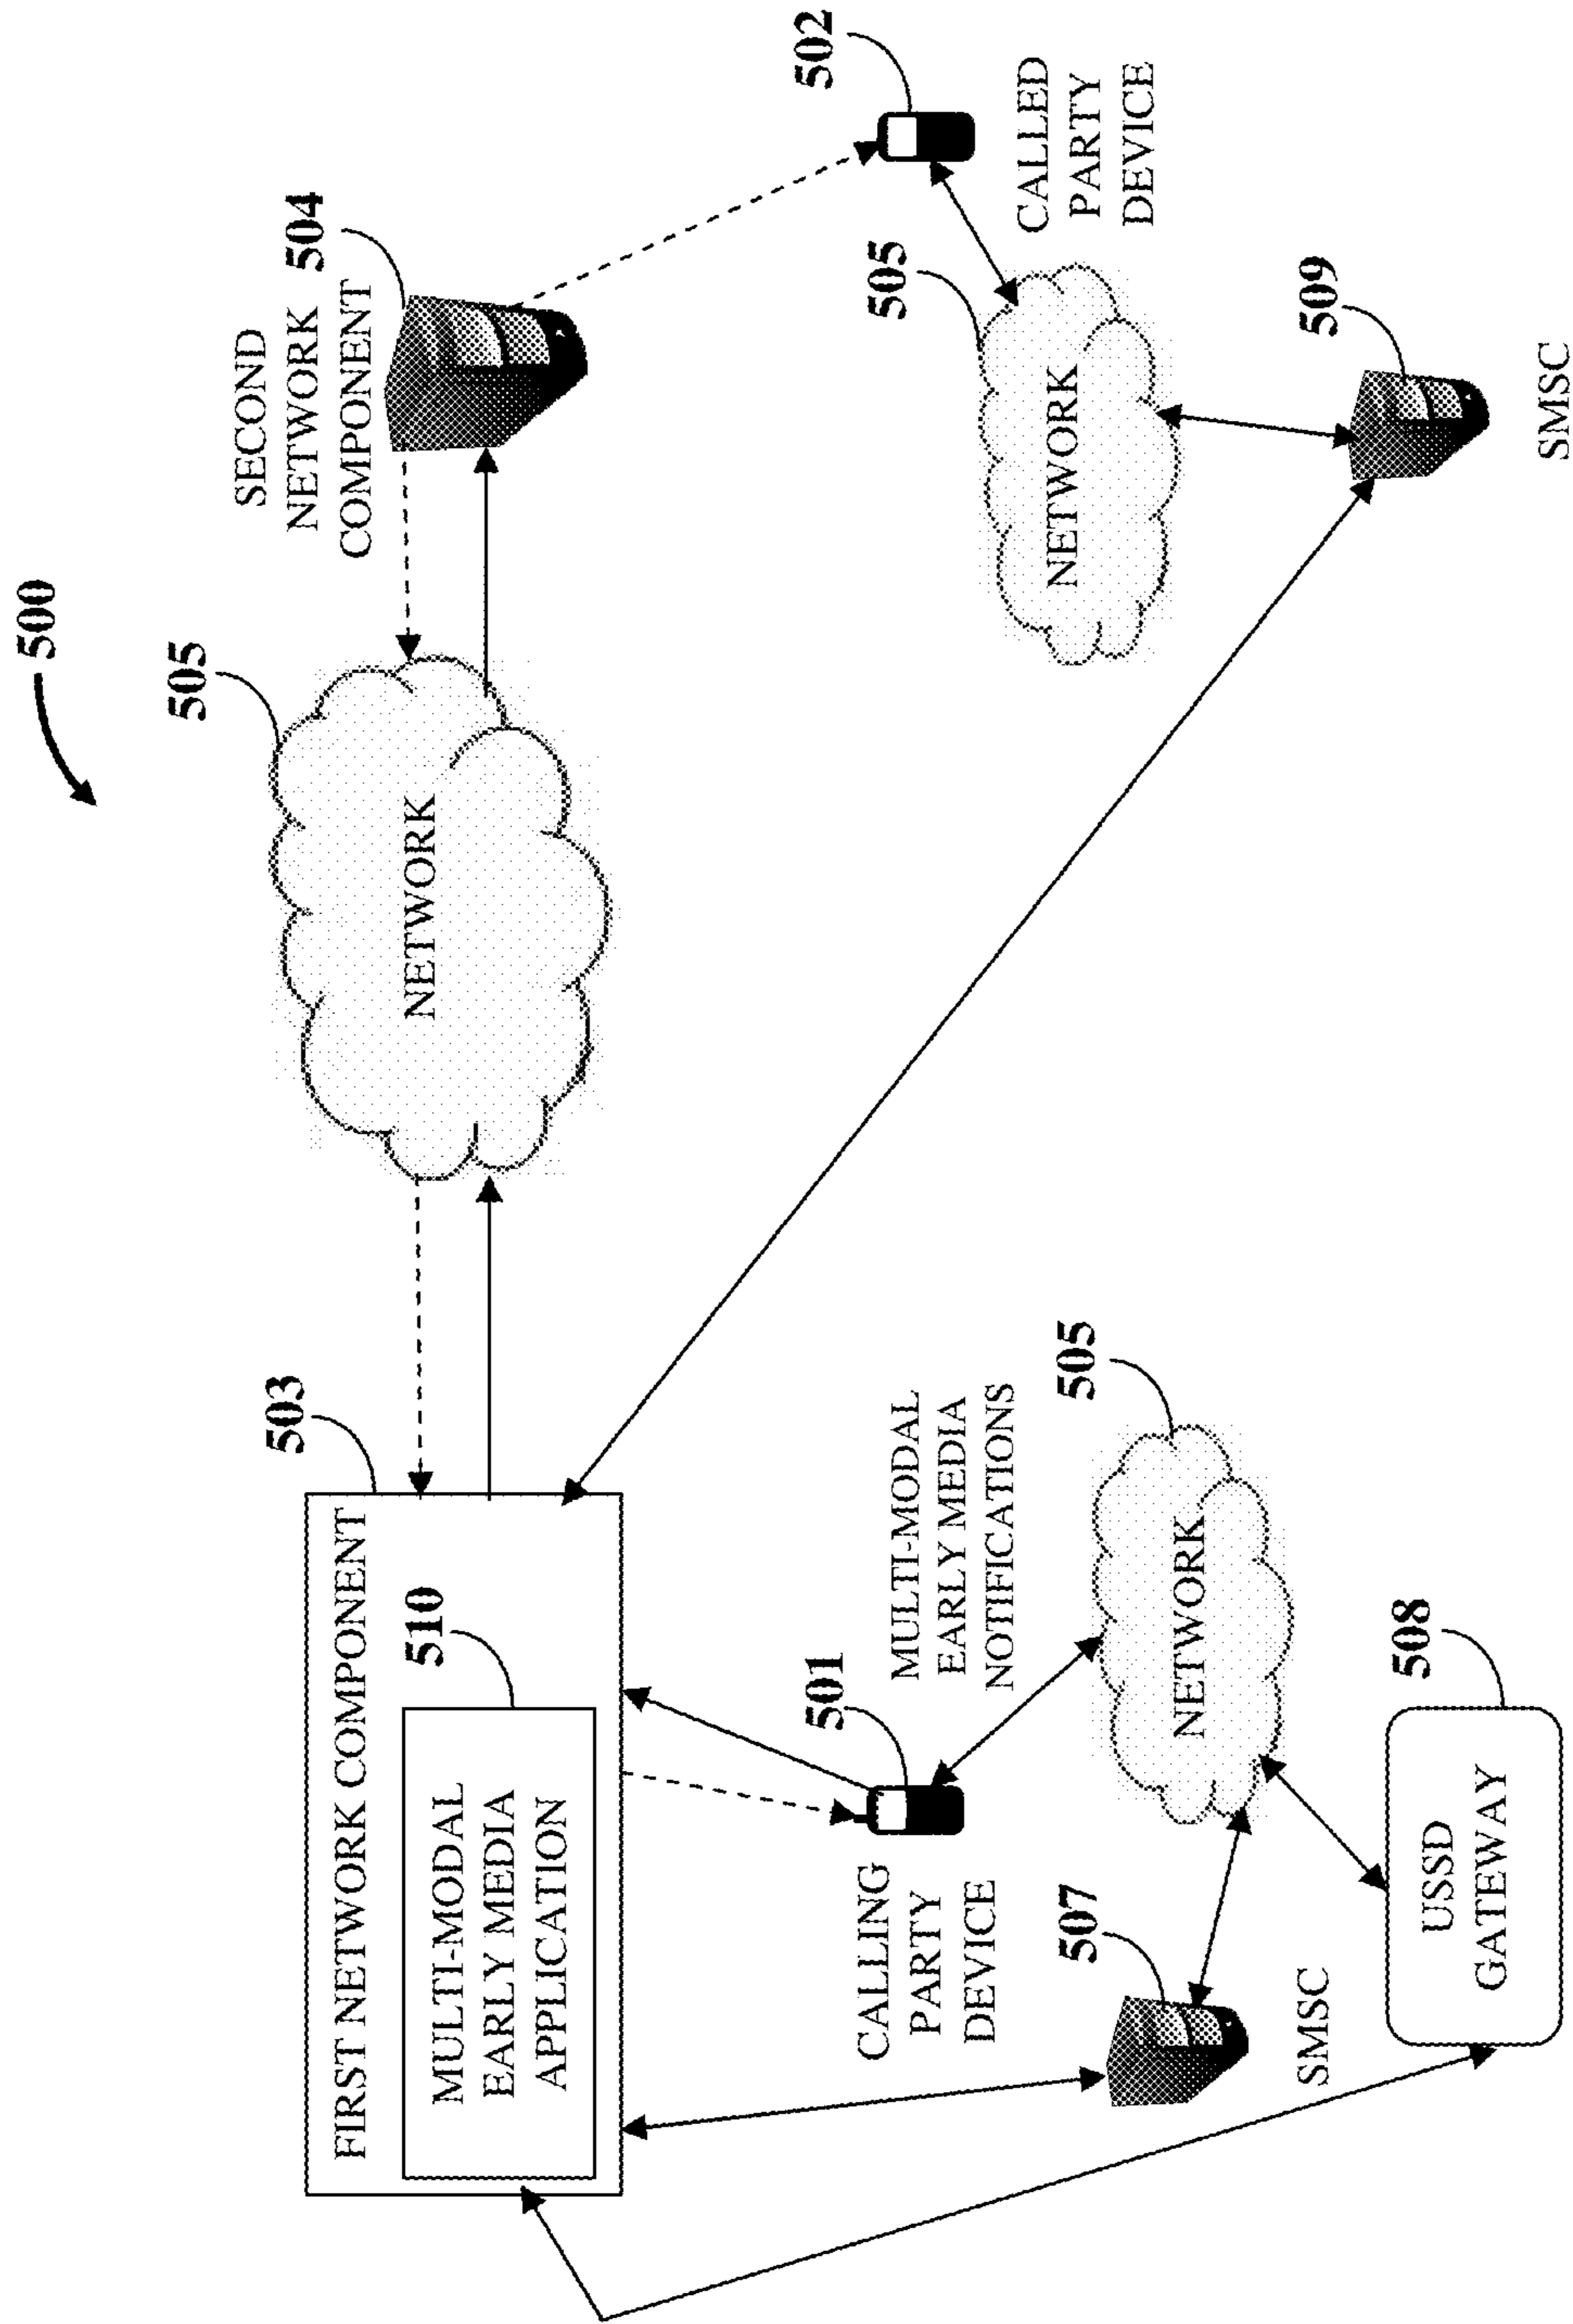 500
505
SECOND
NETWORK
COMPONENT
504
502
CALLED
PARTY
DEVICE
NETWORK
503
FIRST NETWORK COMPONENT
510
MULTI-MODAL
EARLY MEDIA
APPLICATION
505
NETWORK
509
SMSC
501
CALLING
PARTY
DEVICE
MULTI-MODAL
EARLY MEDIA
NOTIFICATIONS
505
NETWORK
507
SMSC
508
USSD
GATEWAY